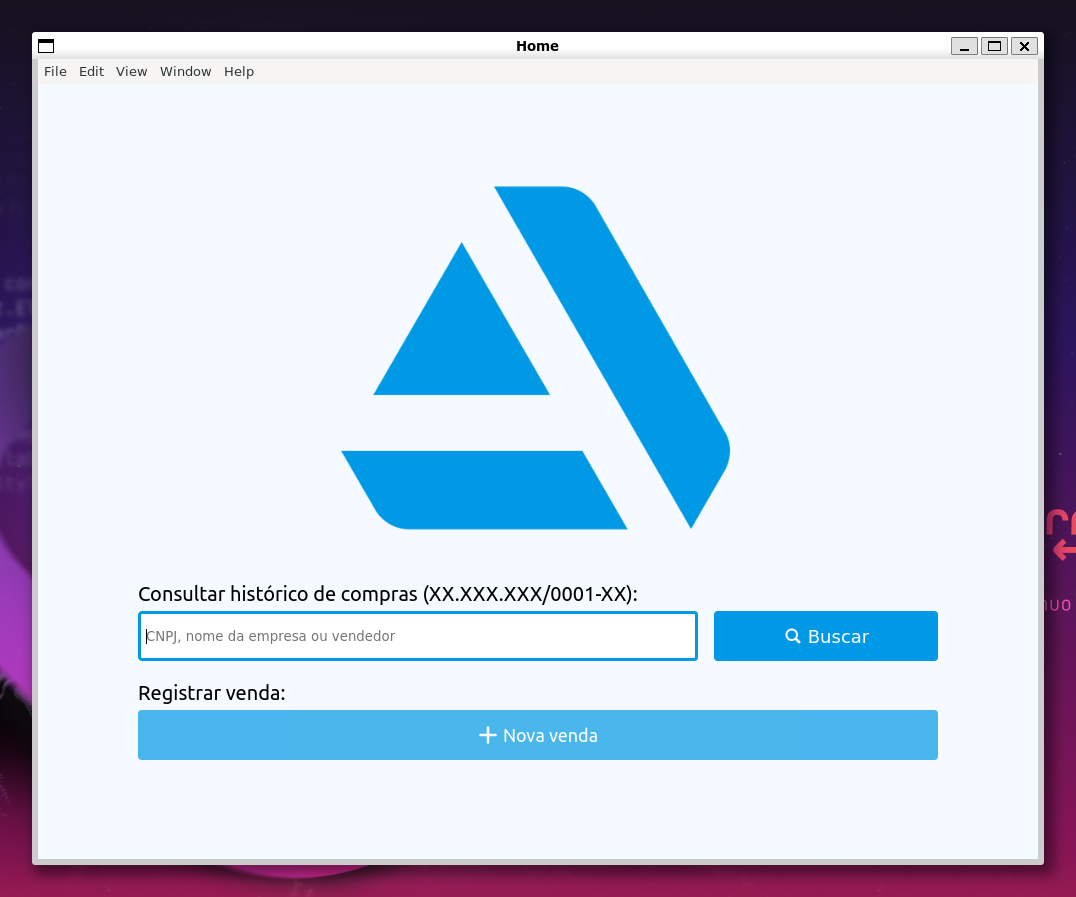 Home
File Edit View Window Help
Consultar histórico de compras (XX.XXX.XXX/0001-XX):
CNPJ, nome da empresa ou vendedor
Buscar
Registrar venda:
Nova venda